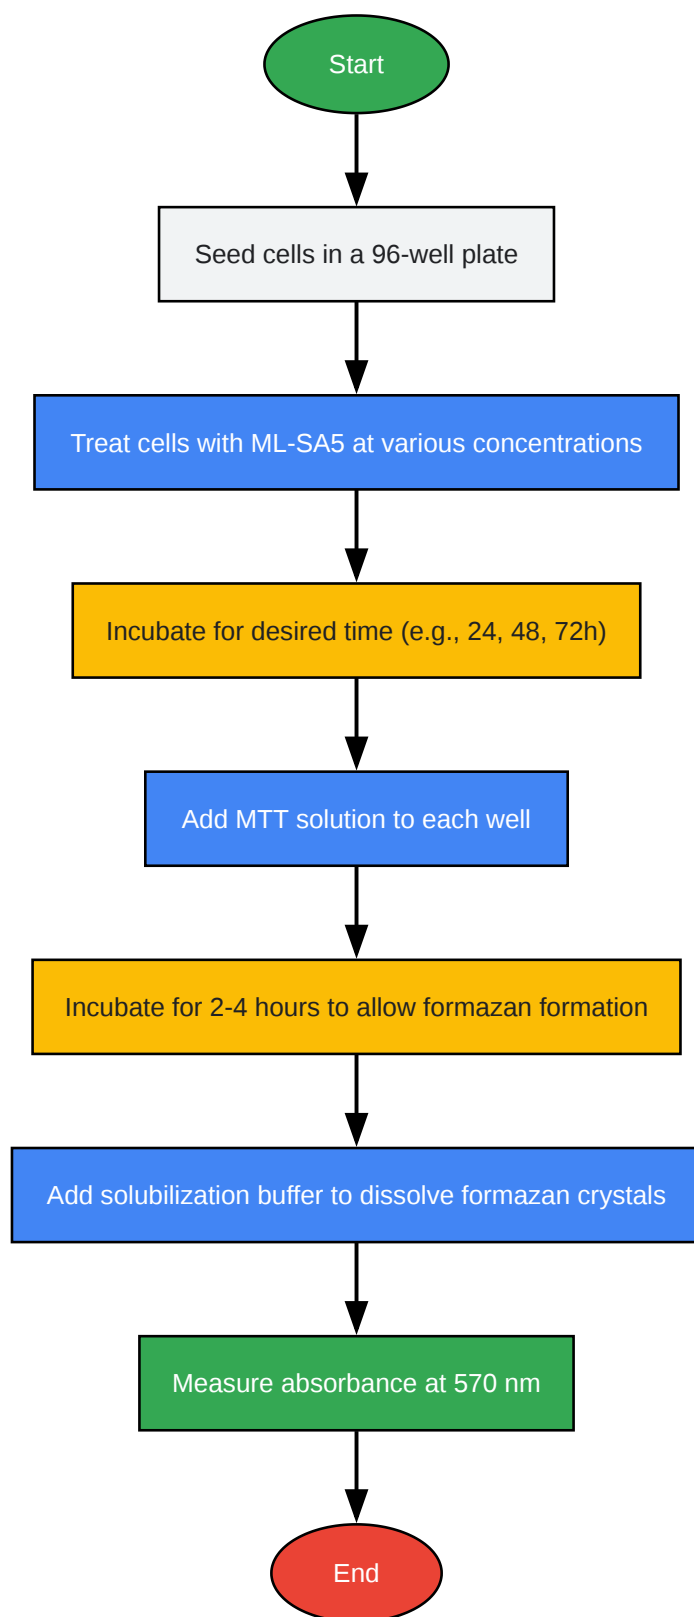 Start
Seed cells in a 96-well plate
Treat cells with ML-SA5 at various concentrations
Incubate for desired time (e.g., 24, 48, 72h)
Add MTT solution to each well
Incubate for 2-4 hours to allow formazan formation
Add solubilization buffer to dissolve formazan crystals
Measure absorbance at 570 nm
End